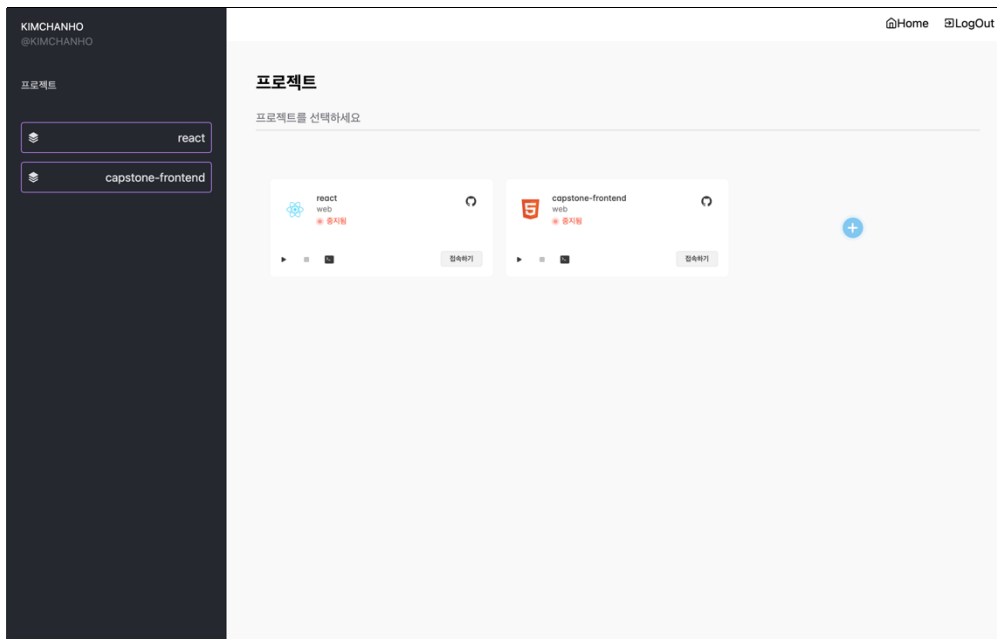 KIMCHANHO
@KIMCHANHO
프로젝트
react
capstone-frontend
Home LogOut
프로젝트
프로젝트를 선택하세요
react
web
중지됨
접속하기
capstone-frontend
web
중지됨
접속하기